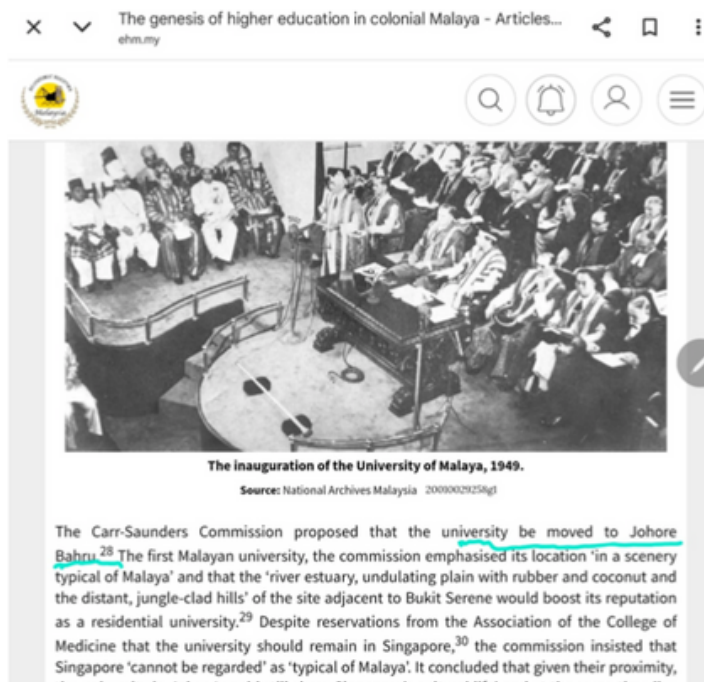 The genesis of higher education in colonial Malaya - Articles...
ehm.my
Malaysia
The inauguration of the University of Malaya, 1949.
Source: National Archives Malaysia 20010029258g1
The Carr-Saunders Commission proposed that the university be moved to Johore
Bahru.28 The first Malayan university, the commission emphasised its location ‘in a scenery
typical of Malaya’ and that the ‘river estuary, undulating plain with rubber and coconut and
the distant, jungle-clad hills’ of the site adjacent to Bukit Serene would boost its reputation
as a residential university.29 Despite reservations from the Association of the College of
Medicine that the university should remain in Singapore,30 the commission insisted that
Singapore ‘cannot be regarded’ as ‘typical of Malaya’. It concluded that given their proximity,